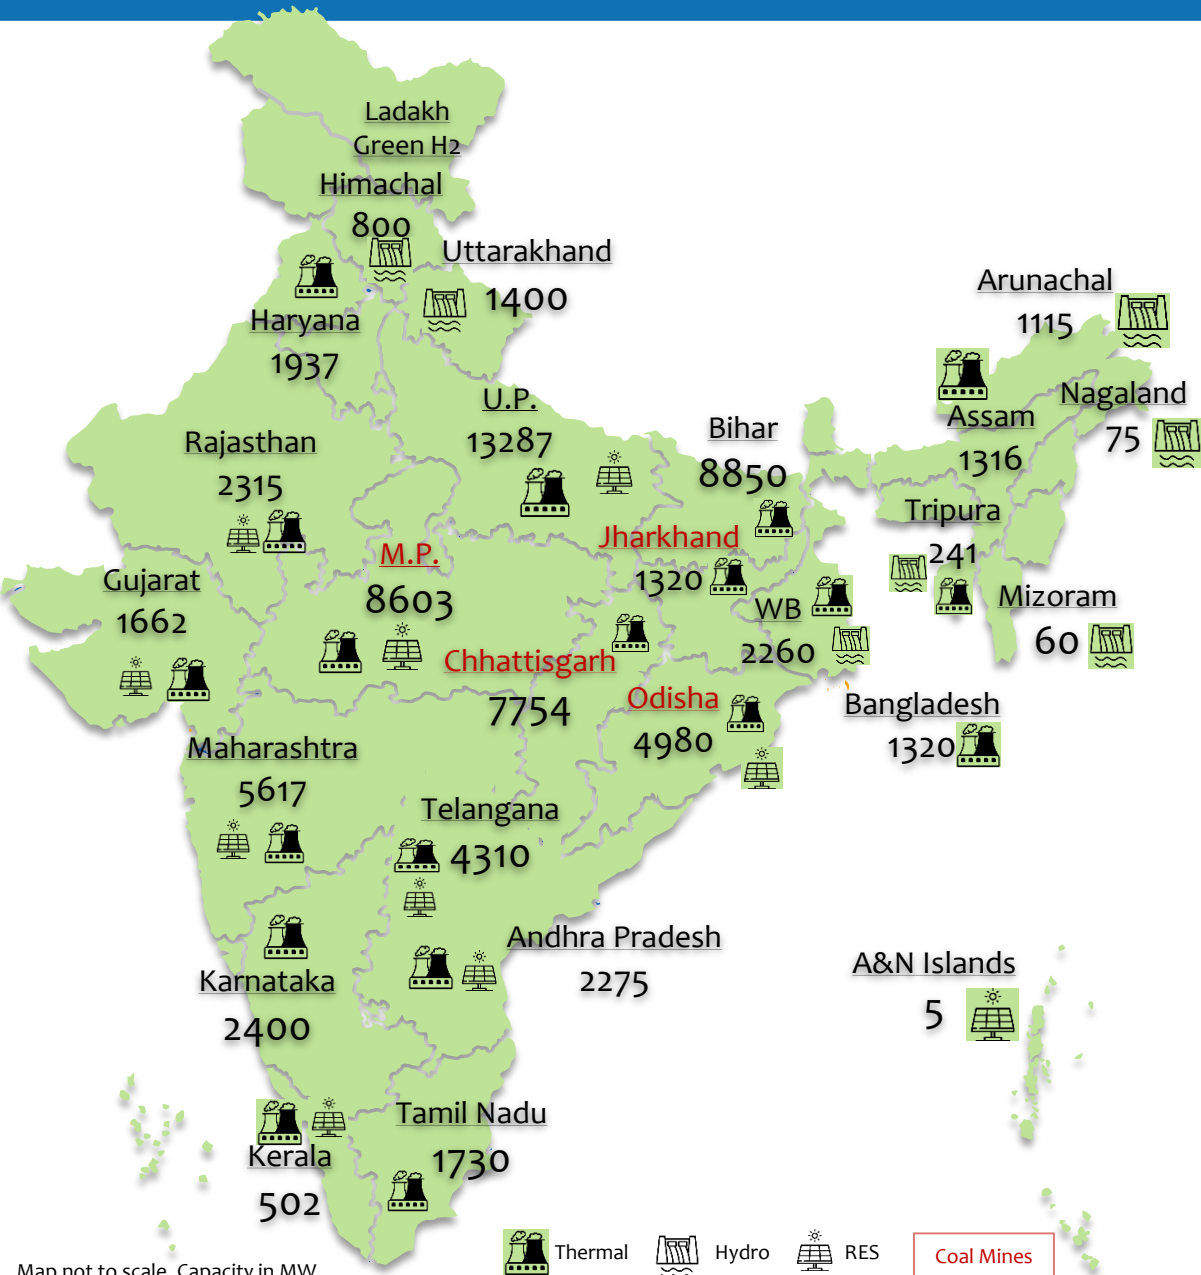 Ladakh
Green H2
Himachal
800
Uttarakhand
1400
Haryana
1937
Arunachal
1115
Nagaland
75
Assam
1316
U.P.
13287
Bihar
8850
Rajasthan
2315
Tripura
241
Jharkhand
1320
M.P.
8603
Gujarat
1662
Mizoram
60
WB
2260
Chhattisgarh
7754
Odisha
4980
Bangladesh
1320
Maharashtra
5617
Telangana
4310
Andhra Pradesh
2275
A&N Islands
5
Karnataka
2400
Tamil Nadu
1730
Kerala
502
Thermal
Hydro
RES
Coal Mines
Map not to scale. Capacity in MW